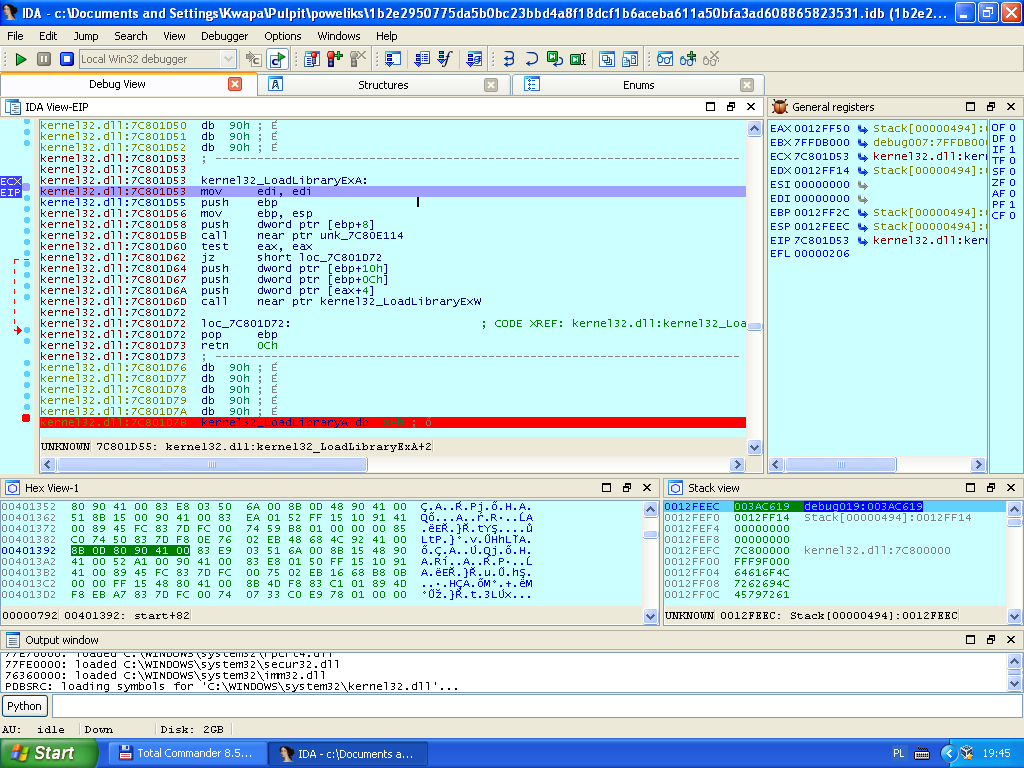 IDA - c:\Documents and Settings\Kwapa\Pulpit\poweliks\1b2e2950775da5b0bc23bbd4a8f18dcf1b6aceba611a50bfa3ad608865823531.idb (1b2e2...
File Edit Jump Search View Debugger Options Windows Help
Local Win32 debugger
Debug View
Structures
Enums
IDA View-EIP
kernel32.dll:7C801D50 db 90h ; É
kernel32.dll:7C801D51 db 90h ; É
kernel32.dll:7C801D52 db 90h ; É
kernel32.dll:7C801D53 ; ---------------------------------------------------------------------------
kernel32.dll:7C801D53
kernel32.dll:7C801D53 kernel32_LoadLibraryExA:
ECX
EIP
kernel32.dll:7C801D53 mov edi, edi
kernel32.dll:7C801D55 push ebp
kernel32.dll:7C801D56 mov ebp, esp
kernel32.dll:7C801D58 push dword ptr [ebp+8]
kernel32.dll:7C801D5B call near ptr unk_7C80E114
kernel32.dll:7C801D60 test eax, eax
kernel32.dll:7C801D62 jz short loc_7C801D72
kernel32.dll:7C801D64 push dword ptr [ebp+10h]
kernel32.dll:7C801D67 push dword ptr [ebp+0Ch]
kernel32.dll:7C801D6A push dword ptr [eax+4]
kernel32.dll:7C801D6D call near ptr kernel32_LoadLibraryExW
kernel32.dll:7C801D72
kernel32.dll:7C801D72 loc_7C801D72: ; CODE XREF: kernel32.dll:kernel32_Loa
kernel32.dll:7C801D72 pop ebp
kernel32.dll:7C801D73 retn 0Ch
kernel32.dll:7C801D73 ; ---------------------------------------------------------------------------
kernel32.dll:7C801D76 db 90h ; É
kernel32.dll:7C801D77 db 90h ; É
kernel32.dll:7C801D78 db 90h ; É
kernel32.dll:7C801D79 db 90h ; É
kernel32.dll:7C801D7A db 90h ; É
kernel32.dll:7C801D7B kernel32_LoadLibraryA db
UNKNOWN 7C801D55: kernel32.dll:kernel32_LoadLibraryExA+2
General registers
EAX 0012FF50 Stack[00000494]:
EBX 7FFDB000 debug007:7FFDB000
ECX 7C801D53 kernel32.dll:kern
EDX 0012FF14 Stack[00000494]:
ESI 00000000
EDI 00000000
EBP 0012FF2C Stack[00000494]:
ESP 0012FEEC Stack[00000494]:
EIP 7C801D53 kernel32.dll:kern
EFL 00000206
OF 0
DF 0
IF 1
TF 0
SF 0
ZF 0
AF 0
PF 1
CF 0
Hex View-1
00401352 80 90 41 00 83 E8 03 50 6A 00 8B 0D 48 90 41 00
00401362 51 8B 15 00 90 41 00 83 EA 01 52 FF 15 10 91 41
00401372 00 89 45 FC 83 7D FC 00 74 59 B8 01 00 00 00 85
00401382 C0 74 50 83 7D F8 0E 76 02 EB 48 68 4C 92 41 00
00401392 8B 0D 80 90 41 00 83 E9 03 51 6A 00 8B 15 48 90
004013A2 41 00 52 A1 00 90 41 00 83 E8 01 50 FF 15 10 91
004013B2 41 00 89 45 FC 83 7D FC 00 75 02 EB 16 68 B8 0B
004013C2 00 00 FF 15 48 80 41 00 8B 4D F8 83 C1 01 89 4D
004013D2 F8 EB A7 83 7D FC 00 74 07 33 C0 E9 78 01 00 00
00000792 00401392: start+82
Stack view
0012FEEC 003AC619 debug019:003AC619
0012FEF0 0012FF14 Stack[00000494]:0012FF14
0012FEF4 00000000
0012FEF8 00000000
0012FEFC 7C800000 kernel32.dll:7C800000
0012FF00 FFF9F000
0012FF04 64616F4C
0012FF08 7262694C
0012FF0C 45797261
UNKNOWN 0012FEEC: Stack[00000494]:0012FEEC
Output window
77E70000: loaded C:\WINDOWS\system32\rpcrt4.dll
77FE0000: loaded C:\WINDOWS\system32\secur32.dll
76360000: loaded C:\WINDOWS\system32\imm32.dll
PDBSRC: loading symbols for 'C:\WINDOWS\system32\kernel32.dll'...
Python
AU: idle Down Disk: 2GB
Start
Total Commander 8.5...
IDA - c:\Documents a...
PL
19:45